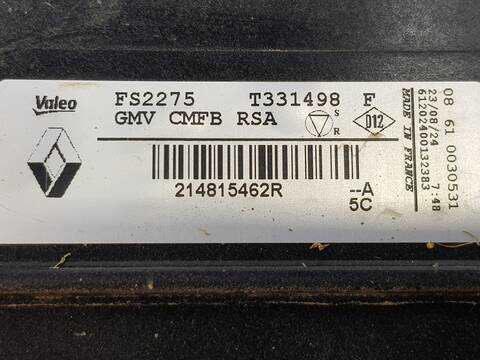 Valeo FS2275 T331498 F
GMV CMFB RSA S R D12
214815462R --A
5C
MADE IN FRANCE
61202400132383
23/08/24 7.48
08 61 0030531